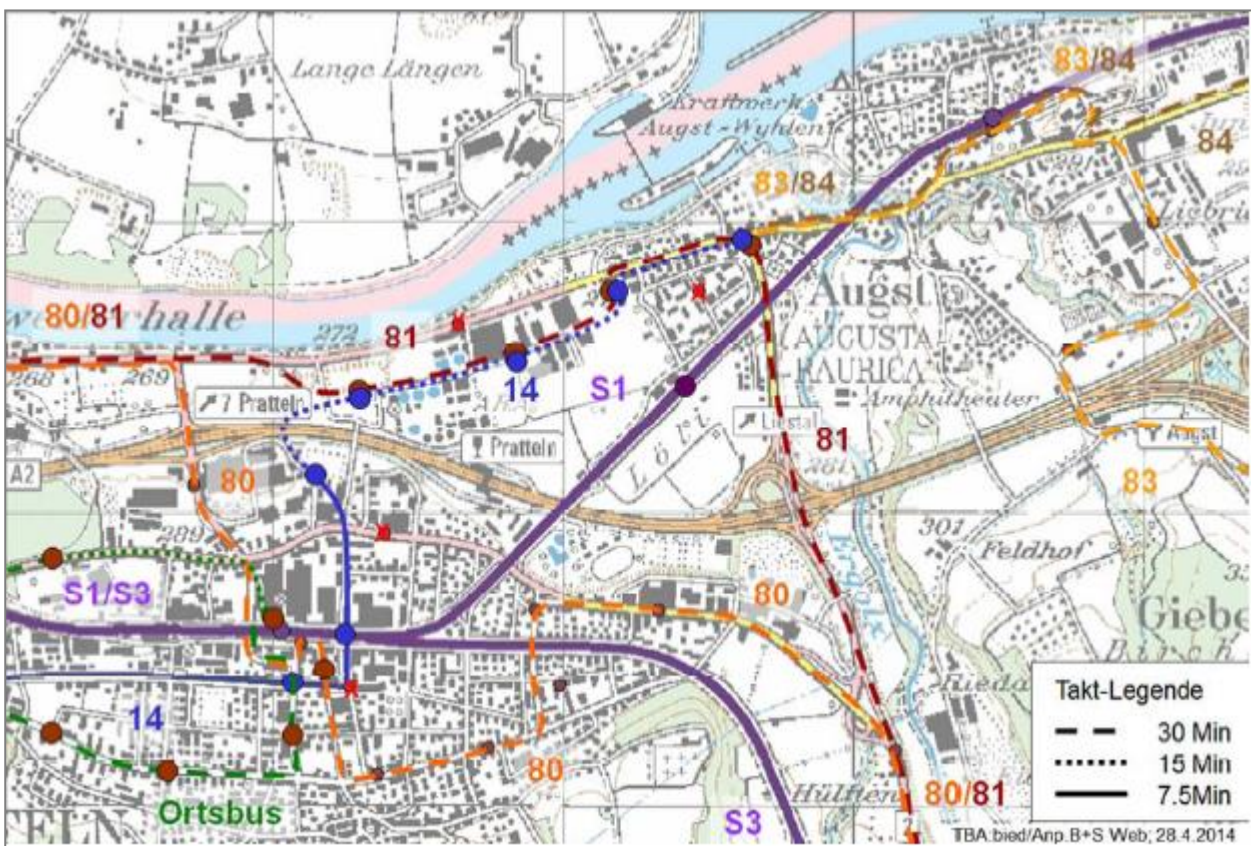 Lange Längen
83/84
Kraftwerk
Augst-Wyhlen
84
83/84
80/81
272
81
268
269
14
S1
Augst
AUGUSTA
RAURICA
Amphitheater
Pratteln
Pratteln
Liestal
81
A2
80
Augst
83
289
301
Feldhof
S1/S3
80
Ergolz
Giebe
14
80
Ortsbus
Hülften
80/81
S3
Takt-Legende
30 Min
15 Min
7.5Min
TBA:bied/Anp.B+S Web; 28.4.2014